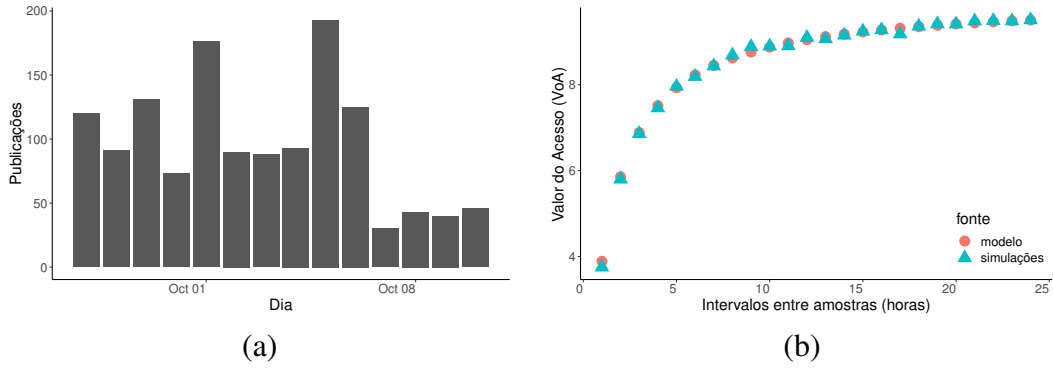 200
150
100
50
0
Publicações
Oct 01
Oct 08
Dia
(a)
8
6
4
Valor do Acesso (VoA)
fonte
modelo
simulações
0
5
10
15
20
25
Intervalos entre amostras (horas)
(b)